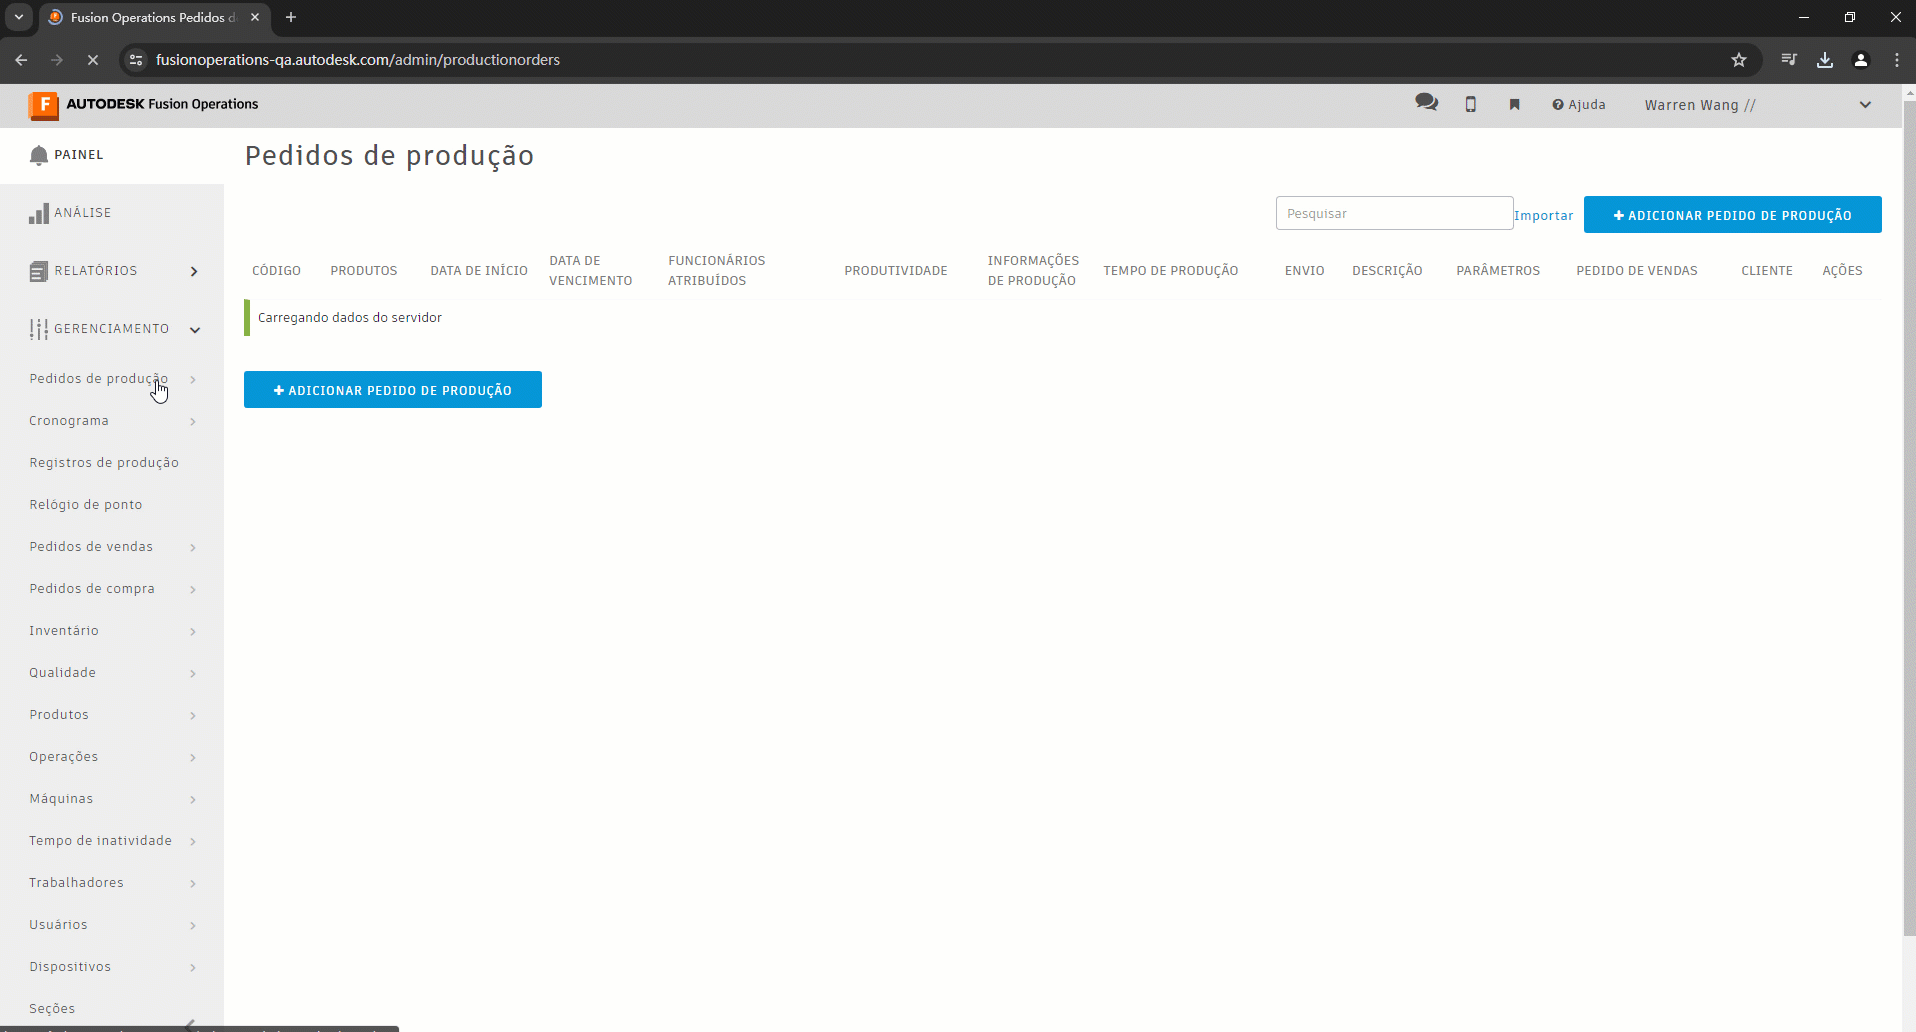 Fusion Operations Pedidos d
fusionoperations-qa.autodesk.com/admin/productionorders
F AUTODESK Fusion Operations
Ajuda
Warren Wang //
PAINEL
ANÁLISE
RELATÓRIOS
GERENCIAMENTO
Pedidos de produção
Cronograma
Registros de produção
Relógio de ponto
Pedidos de vendas
Pedidos de compra
Inventário
Qualidade
Produtos
Operações
Máquinas
Tempo de inatividade
Trabalhadores
Usuários
Dispositivos
Seções
Pedidos de produção
Pesquisar
Importar
+ ADICIONAR PEDIDO DE PRODUÇÃO
CÓDIGO
PRODUTOS
DATA DE INÍCIO
DATA DE
VENCIMENTO
FUNCIONÁRIOS
ATRIBUÍDOS
PRODUTIVIDADE
INFORMAÇÕES
DE PRODUÇÃO
TEMPO DE PRODUÇÃO
ENVIO
DESCRIÇÃO
PARÂMETROS
PEDIDO DE VENDAS
CLIENTE
AÇÕES
Carregando dados do servidor
+ ADICIONAR PEDIDO DE PRODUÇÃO